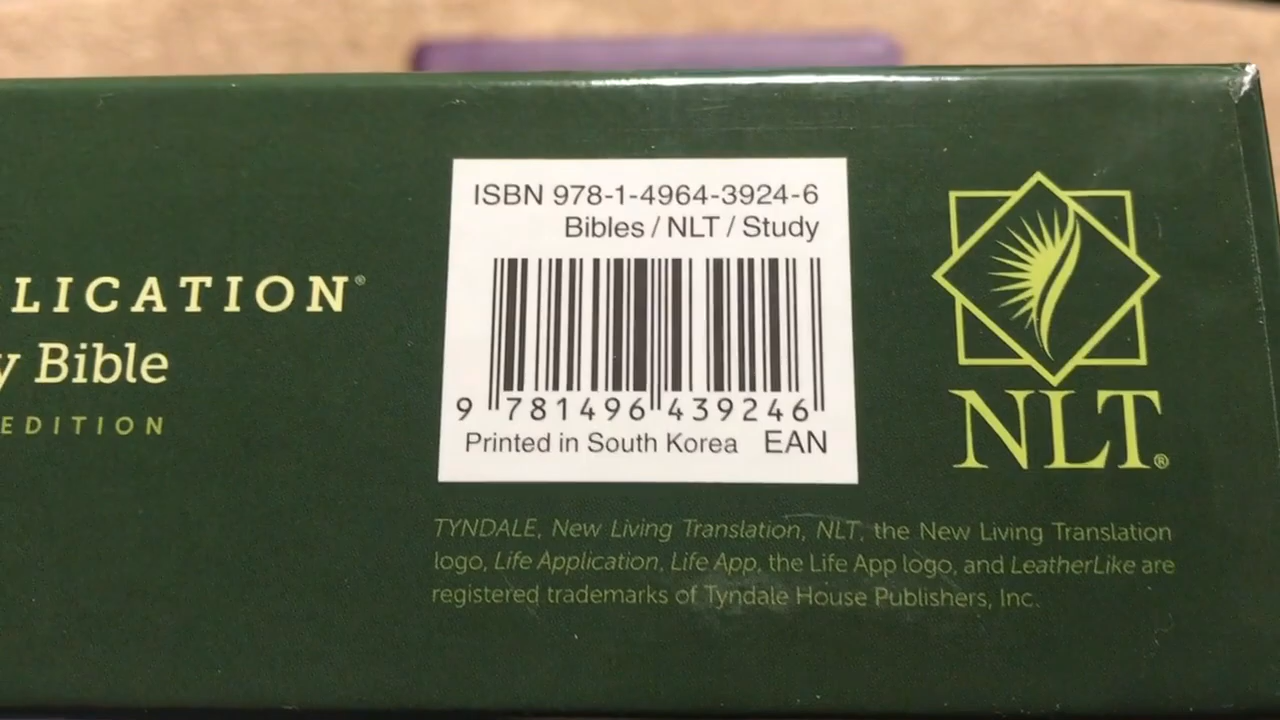 LICATION®
y Bible
EDITION
ISBN 978-1-4964-3924-6
Bibles / NLT / Study
9 781496 439246
Printed in South Korea EAN
NLT®
TYNDALE, New Living Translation, NLT, the New Living Translation
logo, Life Application, Life App, the Life App logo, and LeatherLike are
registered trademarks of Tyndale House Publishers, Inc.